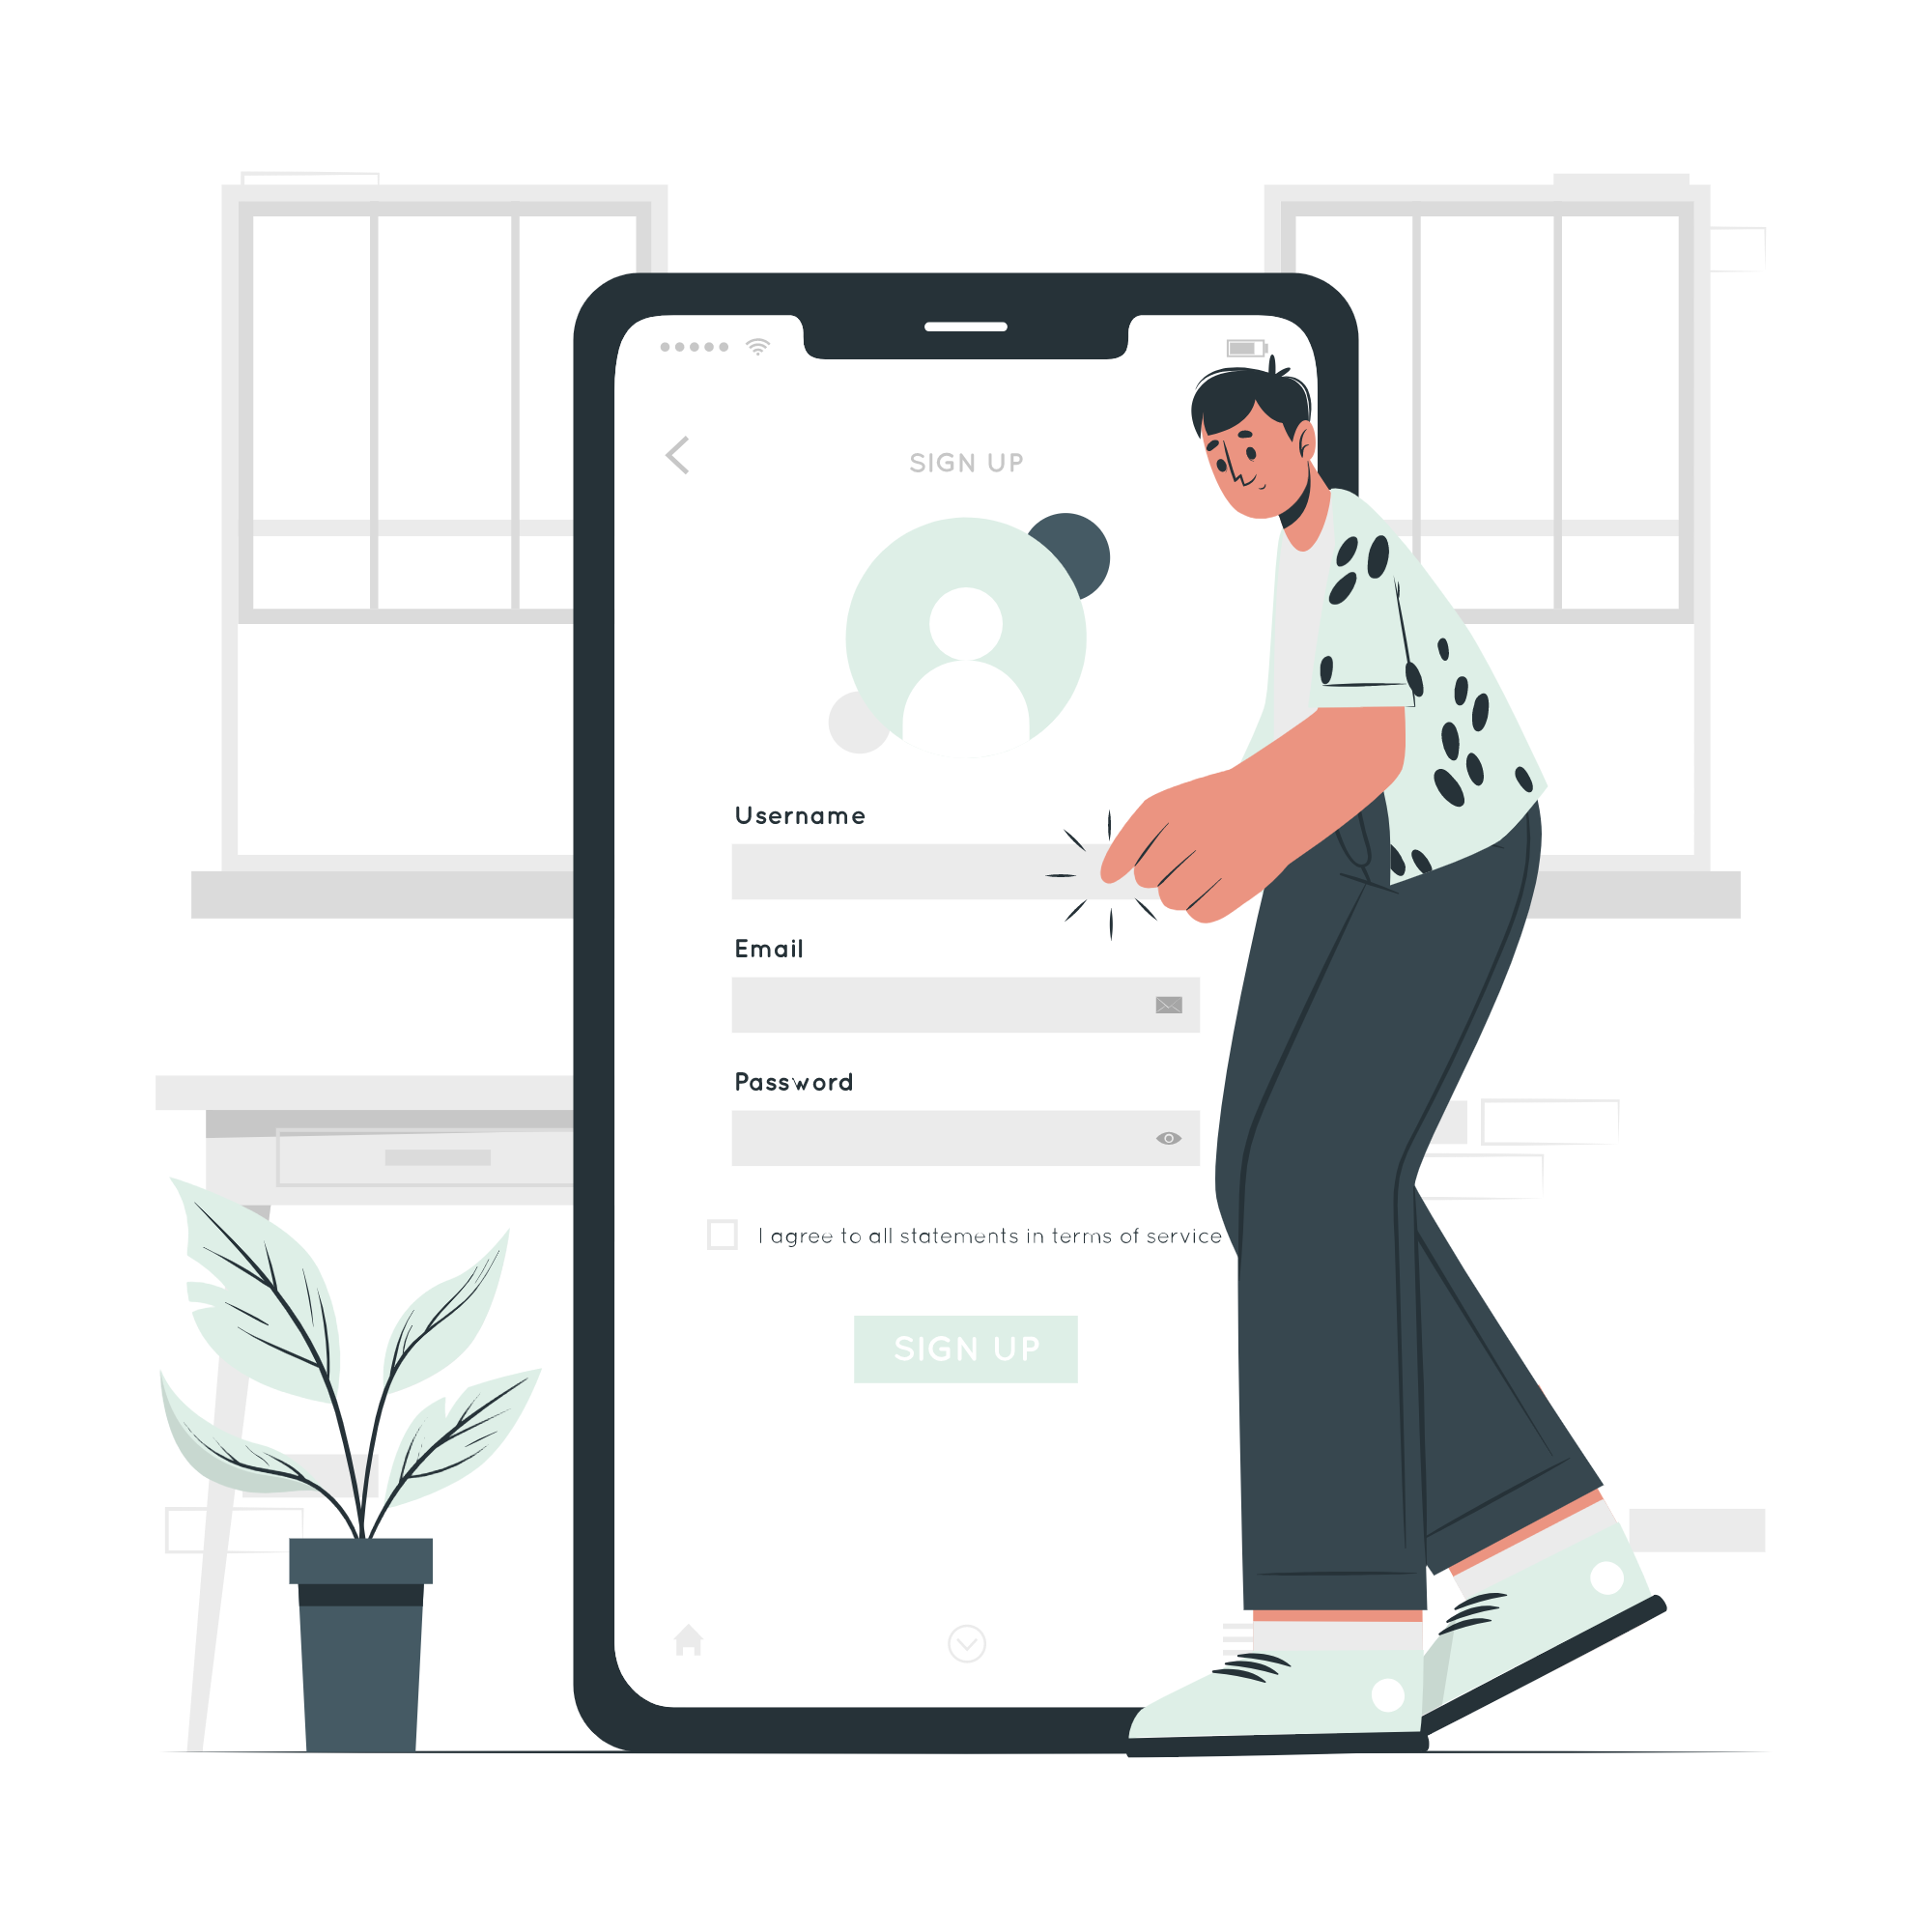 SIGN UP
Username
Email
Password
I agree to all statements in terms of service
SIGN UP